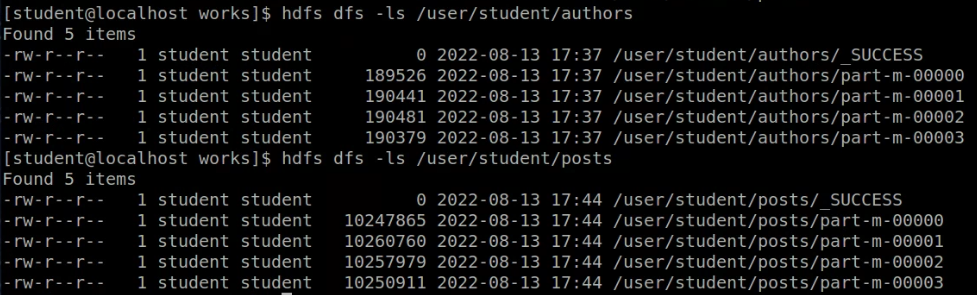 [student@localhost works]$ hdfs dfs -ls /user/student/authors
Found 5 items
-rw-r--r--   1 student student          0 2022-08-13 17:37 /user/student/authors/_SUCCESS
-rw-r--r--   1 student student     189526 2022-08-13 17:37 /user/student/authors/part-m-00000
-rw-r--r--   1 student student     190441 2022-08-13 17:37 /user/student/authors/part-m-00001
-rw-r--r--   1 student student     190481 2022-08-13 17:37 /user/student/authors/part-m-00002
-rw-r--r--   1 student student     190379 2022-08-13 17:37 /user/student/authors/part-m-00003
[student@localhost works]$ hdfs dfs -ls /user/student/posts
Found 5 items
-rw-r--r--   1 student student          0 2022-08-13 17:44 /user/student/posts/_SUCCESS
-rw-r--r--   1 student student   10247865 2022-08-13 17:44 /user/student/posts/part-m-00000
-rw-r--r--   1 student student   10260760 2022-08-13 17:44 /user/student/posts/part-m-00001
-rw-r--r--   1 student student   10257979 2022-08-13 17:44 /user/student/posts/part-m-00002
-rw-r--r--   1 student student   10250911 2022-08-13 17:44 /user/student/posts/part-m-00003